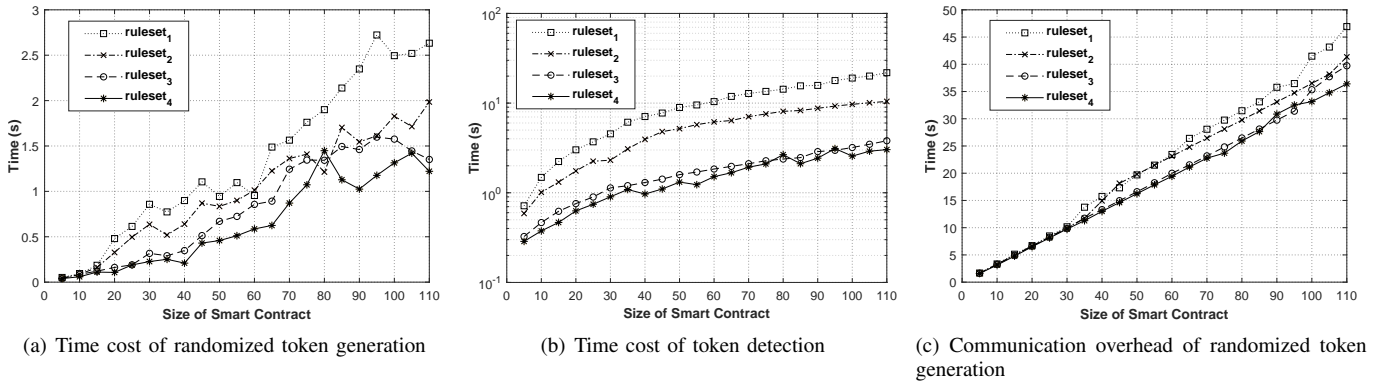 3
2.5
2
1.5
1
0.5
0
Time (s)
ruleset1
ruleset2
ruleset3
ruleset4
0 10 20 30 40 50 60 70 80 90 100 110
Size of Smart Contract
(a) Time cost of randomized token generation
10^2
10^1
10^0
10^-1
Time (s)
ruleset1
ruleset2
ruleset3
ruleset4
0 10 20 30 40 50 60 70 80 90 100 110
Size of Smart Contract
(b) Time cost of token detection
50
45
40
35
30
25
20
15
10
5
0
Time (s)
ruleset1
ruleset2
ruleset3
ruleset4
0 10 20 30 40 50 60 70 80 90 100 110
Size of Smart Contract
(c) Communication overhead of randomized token
generation